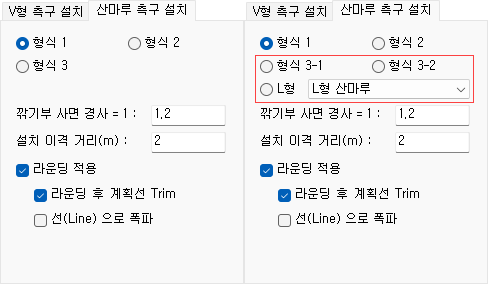 V형 측구 설치 산마루 측구 설치
형식 1 형식 2
형식 3
깎기부 사면 경사 = 1 : 1,2
설치 이격 거리(m) : 2
라운딩 적용
라운딩 후 계획선 Trim
선(Line) 으로 폭파
V형 측구 설치 산마루 측구 설치
형식 1 형식 2
형식 3-1 형식 3-2
L형 L형 산마루
깎기부 사면 경사 = 1 : 1,2
설치 이격 거리(m) : 2
라운딩 적용
라운딩 후 계획선 Trim
선(Line) 으로 폭파